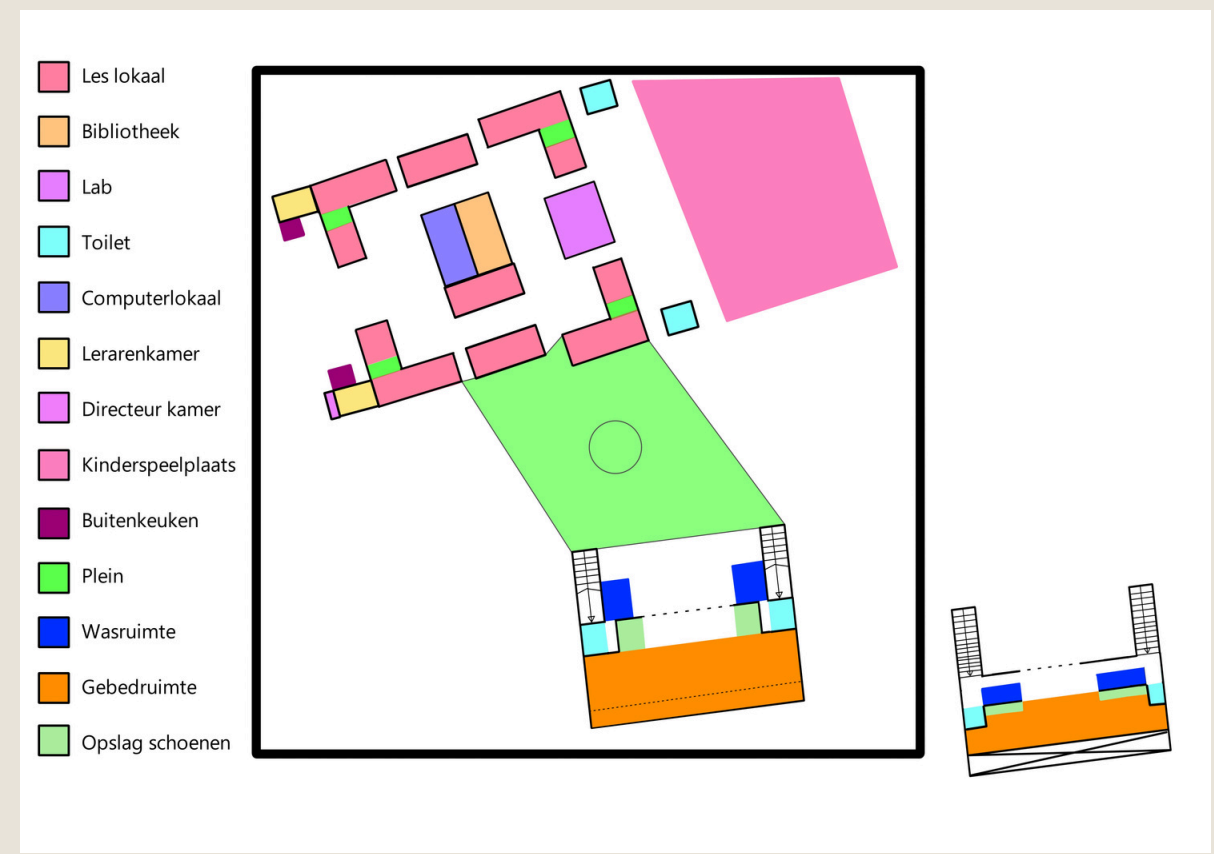 Les lokaal
Bibliotheek
Lab
Toilet
Computerlokaal
Lerarenkamer
Directeur kamer
Kinderspeelplaats
Buitenkeuken
Plein
Wasruimte
Gebedruimte
Opslag schoenen